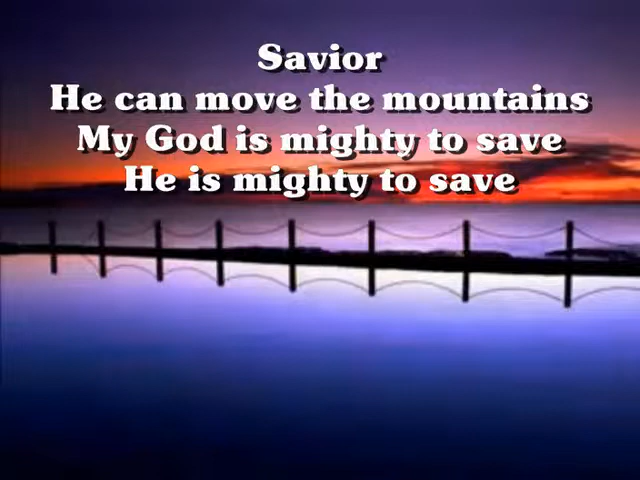 Savior
He can move the mountains
My God is mighty to save
He is mighty to save